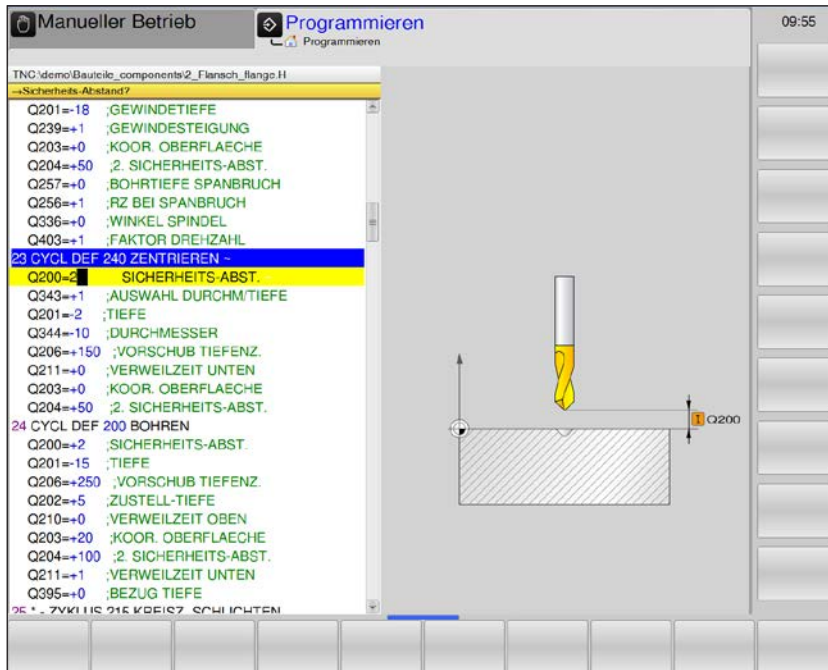 Manueller Betrieb
Programmieren
Programmieren
09:55
TNC:\demo\Bauteile_components\2_Flansch_flange.H
→Sicherheits-Abstand?
Q201=-18 ;GEWINDETIEFE
Q239=+1 ;GEWINDESTEIGUNG
Q203=+0 ;KOOR. OBERFLAECHE
Q204=+50 ;2. SICHERHEITS-ABST.
Q257=+0 ;BOHRTIEFE SPANBRUCH
Q256=+1 ;RZ BEI SPANBRUCH
Q336=+0 ;WINKEL SPINDEL
Q403=+1 ;FAKTOR DREHZAHL
23 CYCL DEF 240 ZENTRIEREN ~
Q200=2 SICHERHEITS-ABST.
Q343=+1 ;AUSWAHL DURCHM/TIEFE
Q201=-2 ;TIEFE
Q344=-10 ;DURCHMESSER
Q206=+150 ;VORSCHUB TIEFENZ.
Q211=+0 ;VERWEILZEIT UNTEN
Q203=+0 ;KOOR. OBERFLAECHE
Q204=+50 ;2. SICHERHEITS-ABST.
24 CYCL DEF 200 BOHREN
Q200=+2 ;SICHERHEITS-ABST.
Q201=-15 ;TIEFE
Q206=+250 ;VORSCHUB TIEFENZ.
Q202=+5 ;ZUSTELL-TIEFE
Q210=+0 ;VERWEILZEIT OBEN
Q203=+20 ;KOOR. OBERFLAECHE
Q204=+100 ;2. SICHERHEITS-ABST.
Q211=+1 ;VERWEILZEIT UNTEN
Q395=+0 ;BEZUG TIEFE
25 * - ZYKLUS 215 KREISZ. SCHLICHTEN
I Q200